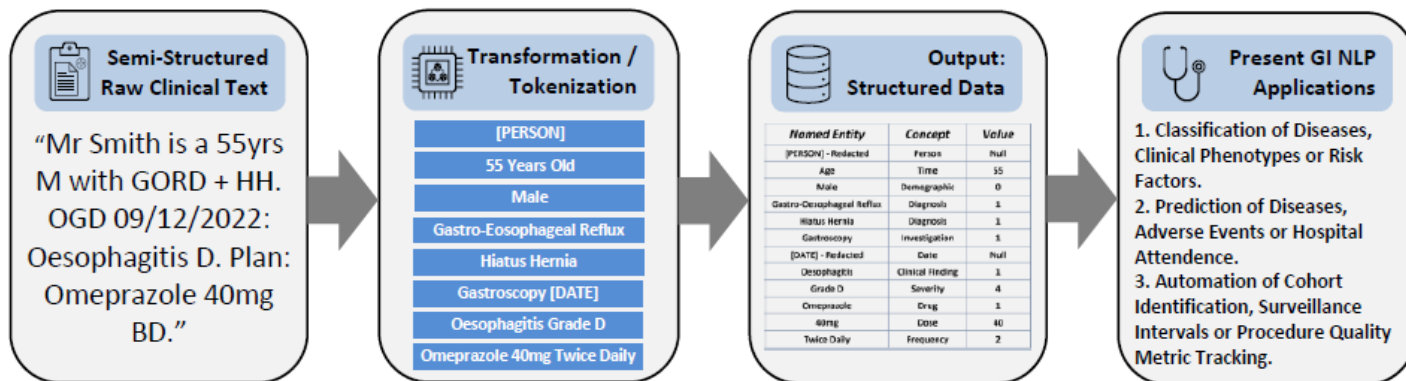 Semi-Structured
Raw Clinical Text
“Mr Smith is a 55yrs
M with GORD + HH.
OGD 09/12/2022:
Oesophagitis D. Plan:
Omeprazole 40mg
BD.”
Transformation /
Tokenization
[PERSON]
55 Years Old
Male
Gastro-Eosophageal Reflux
Hiatus Hernia
Gastroscopy [DATE]
Oesophagitis Grade D
Omeprazole 40mg Twice Daily
Output:
Structured Data
Named Entity Concept Value
[PERSON] - Redacted Person Null
Age Time 55
Male Demographic 0
Gastro-Oesophageal Reflux Diagnosis 1
Hiatus Hernia Diagnosis 1
Gastroscopy Investigation 1
[DATE] - Redacted Date Null
Oesophagitis Clinical Finding 1
Grade D Severity 4
Omeprazole Drug 1
40mg Dose 40
Twice Daily Frequency 2
Present GI NLP
Applications
1. Classification of Diseases,
Clinical Phenotypes or Risk
Factors.
2. Prediction of Diseases,
Adverse Events or Hospital
Attendence.
3. Automation of Cohort
Identification, Surveillance
Intervals or Procedure Quality
Metric Tracking.